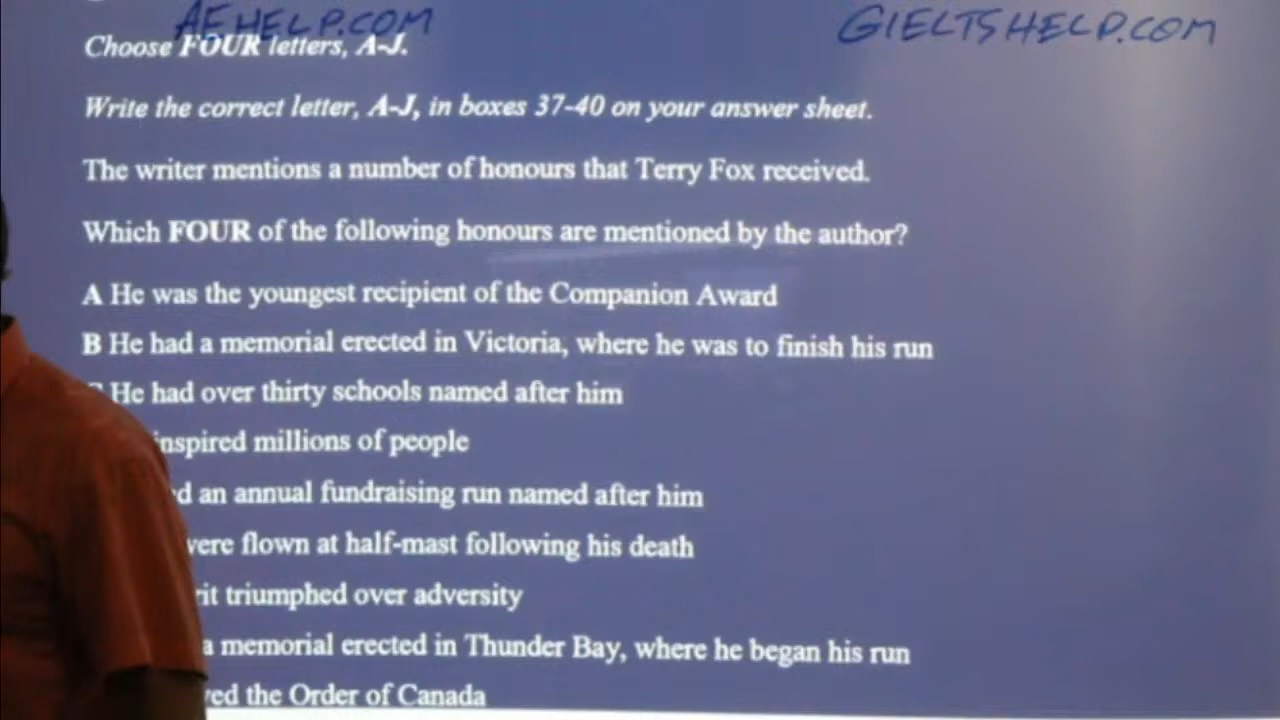 AEHELP.COM
GIELTSHELP.COM
Choose FOUR letters, A-J.
Write the correct letter, A-J, in boxes 37-40 on your answer sheet.
The writer mentions a number of honours that Terry Fox received.
Which FOUR of the following honours are mentioned by the author?
A He was the youngest recipient of the Companion Award
B He had a memorial erected in Victoria, where he was to finish his run
He had over thirty schools named after him
inspired millions of people
an annual fundraising run named after him
were flown at half-mast following his death
triumphed over adversity
a memorial erected in Thunder Bay, where he began his run
the Order of Canada